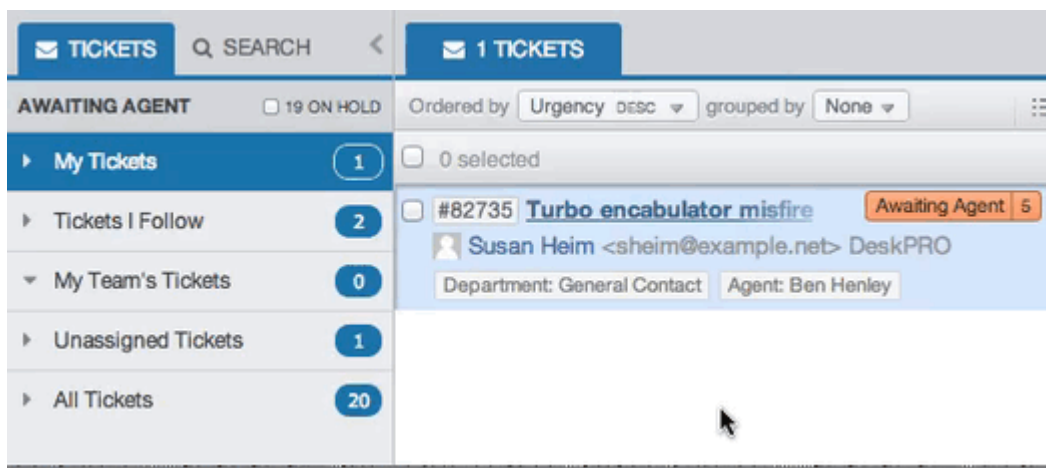 TICKETS
SEARCH
AWAITING AGENT 19 ON HOLD
My Tickets 1
Tickets I Follow 2
My Team's Tickets 0
Unassigned Tickets 1
All Tickets 20
1 TICKETS
Ordered by Urgency DESC grouped by None
0 selected
#82735 Turbo encabulator misfire Awaiting Agent 5
Susan Heim <sheim@example.net> DeskPRO
Department: General Contact Agent: Ben Henley